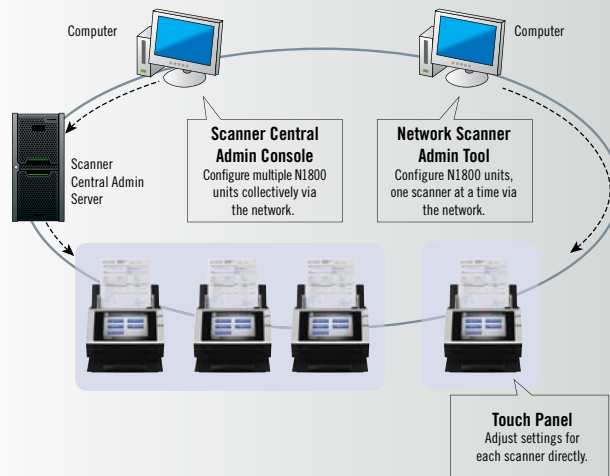 Computer
Computer
Scanner Central
Admin Console
Configure multiple N1800
units collectively via
the network.
Network Scanner
Admin Tool
Configure N1800 units,
one scanner at a time via
the network.
Scanner
Central Admin
Server
Touch Panel
Adjust settings for
each scanner directly.